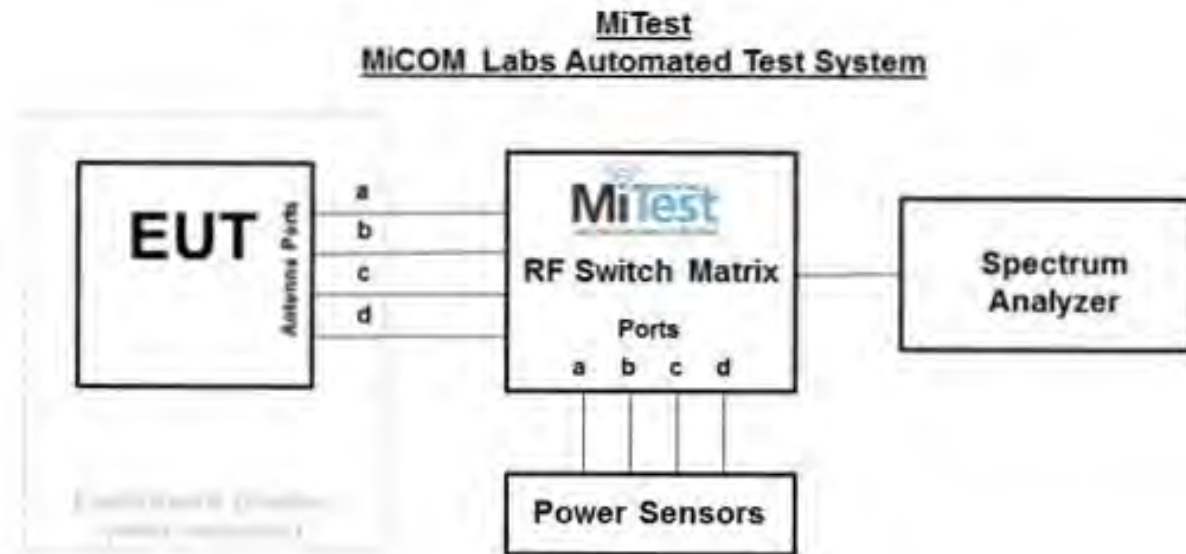 MiTest
MiCOM Labs Automated Test System
EUT
Antenna Ports
a
b
c
d
MiTest
RF Switch Matrix
Ports
a b c d
Spectrum
Analyzer
Power Sensors